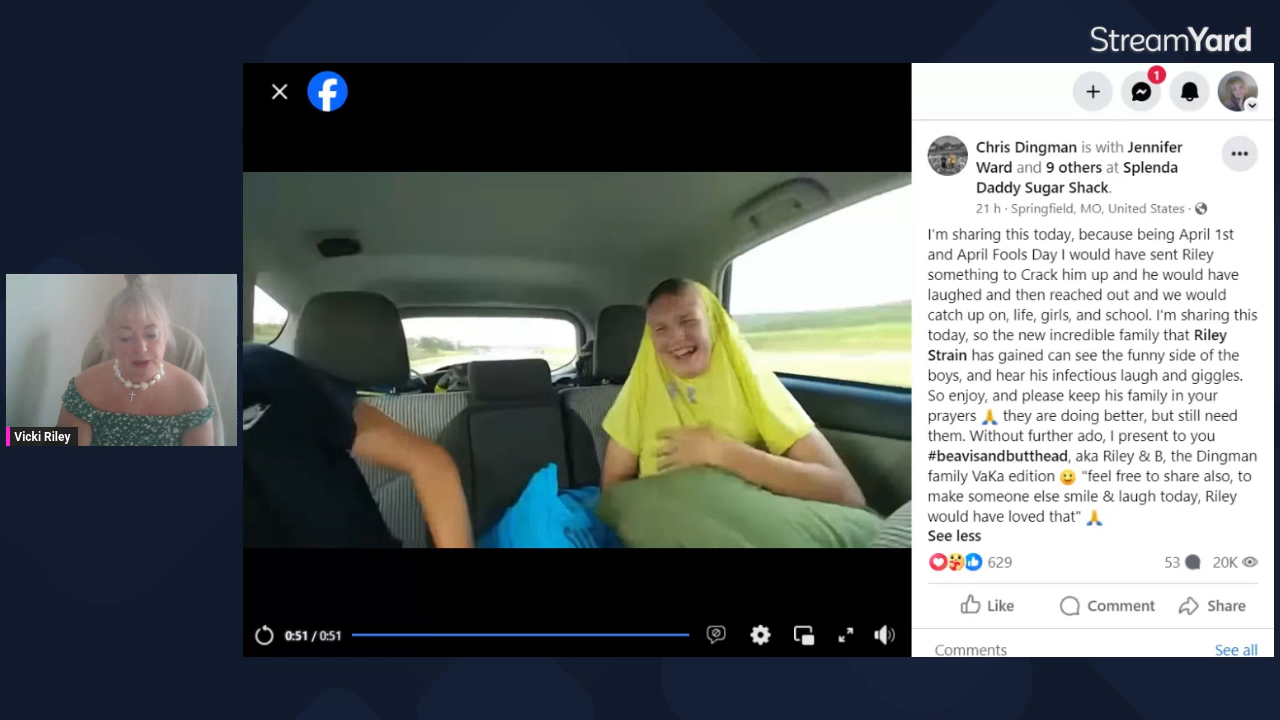 StreamYard
1
Chris Dingman is with Jennifer
Ward and 9 others at Splenda
Daddy Sugar Shack.
21 h · Springfield, MO, United States ·
I'm sharing this today, because being April 1st
and April Fools Day I would have sent Riley
something to Crack him up and he would have
laughed and then reached out and we would
catch up on, life, girls, and school. I'm sharing this
today, so the new incredible family that Riley
Strain has gained can see the funny side of the
boys, and hear his infectious laugh and giggles.
So enjoy, and please keep his family in your
prayers 🙏 they are doing better, but still need
them. Without further ado, I present to you
#beavisandbutthead, aka Riley & B, the Dingman
family VaKa edition 😀 "feel free to share also, to
make someone else smile & laugh today, Riley
would have loved that" 🙏
See less
629 53 20K
Like Comment Share
Comments See all
Vicki Riley
0:51 / 0:51